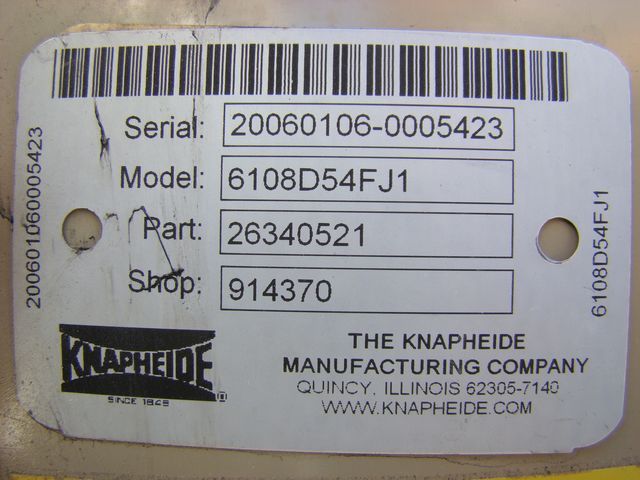 Serial: 20060106-0005423
Model: 6108D54FJ1
Part: 26340521
Shop: 914370
200601060005423
6108D54FJ1
KNAPHEIDE
SINCE 1848
THE KNAPHEIDE
MANUFACTURING COMPANY
QUINCY, ILLINOIS 62305-7140
WWW.KNAPHEIDE.COM